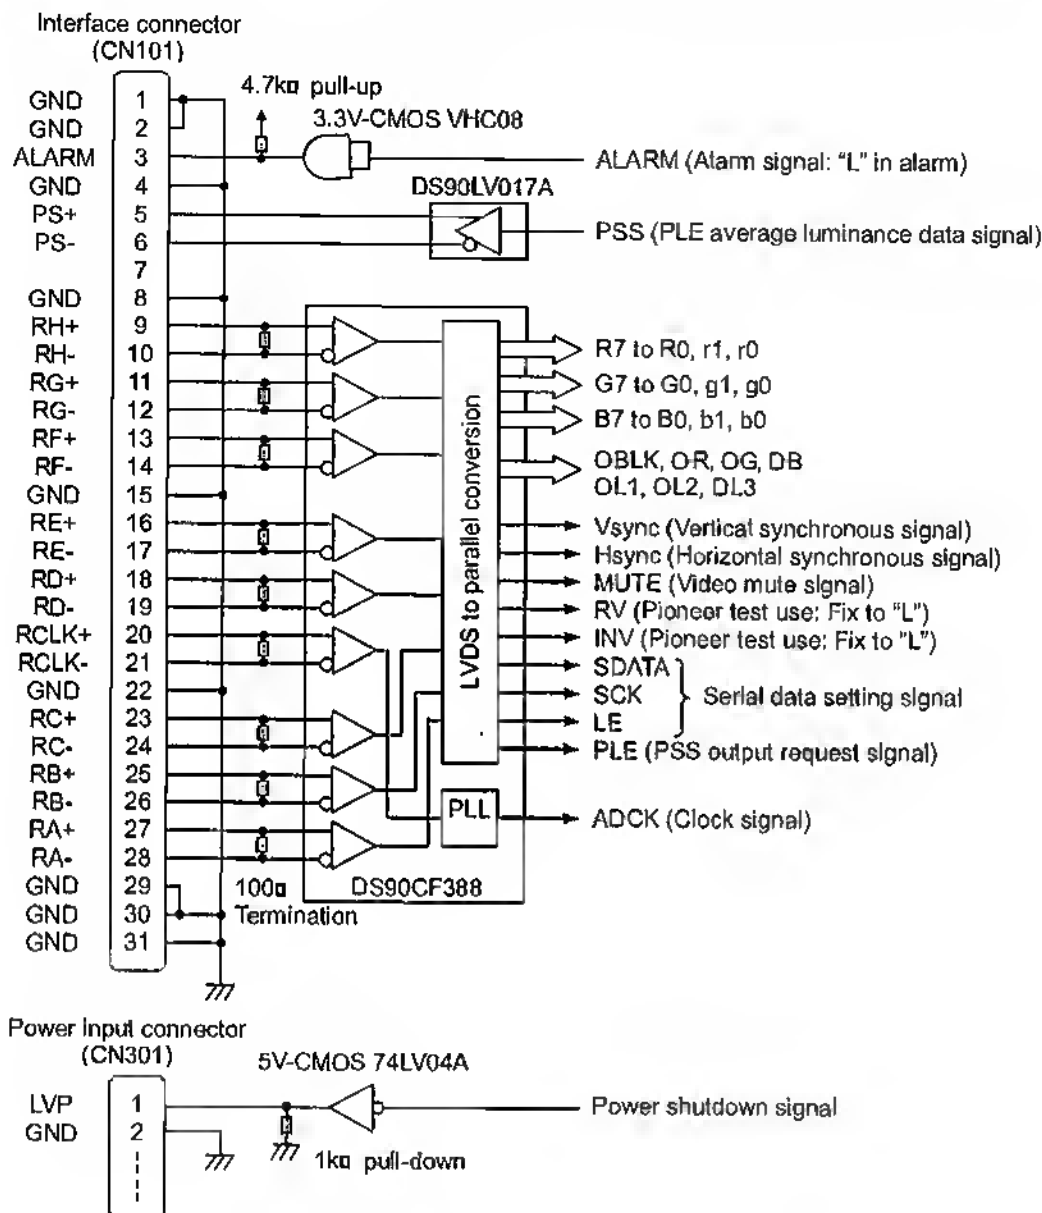 Interface connector
(CN101)
4.7kΩ pull-up
3.3V-CMOS VHC08
GND 1
GND 2
ALARM 3
ALARM (Alarm signal: "L" in alarm)
GND 4
DS90LV017A
PS+ 5
PS- 6
PSS (PLE average luminance data signal)
7
GND 8
RH+ 9
RH- 10
RG+ 11
RG- 12
RF+ 13
RF- 14
GND 15
RE+ 16
RE- 17
RD+ 18
RD- 19
RCLK+ 20
RCLK- 21
GND 22
RC+ 23
RC- 24
RB+ 25
RB- 26
RA+ 27
RA- 28
GND 29
GND 30
GND 31
100Ω
Termination
LVDS to parallel conversion
PLL
DS90CF388
R7 to R0, r1, r0
G7 to G0, g1, g0
B7 to B0, b1, b0
OBLK, OR, OG, DB
OL1, OL2, DL3
Vsync (Vertical synchronous signal)
Hsync (Horizontal synchronous signal)
MUTE (Video mute signal)
RV (Pioneer test use: Fix to "L")
INV (Pioneer test use: Fix to "L")
SDATA
SCK
LE
Serial data setting signal
PLE (PSS output request signal)
ADCK (Clock signal)
Power input connector
(CN301)
5V-CMOS 74LV04A
LVP 1
GND 2
Power shutdown signal
1kΩ pull-down